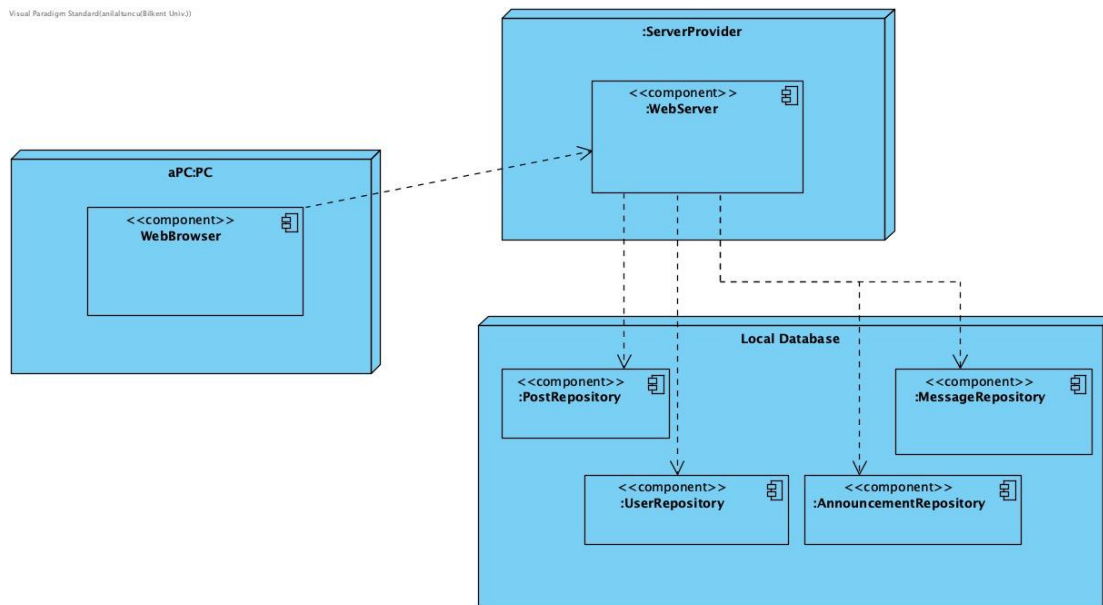 Visual Paradigm Standard(anilaltuncu(Bilkent Univ.))
:ServerProvider
<<component>>
:WebServer
aPC:PC
<<component>>
WebBrowser
Local Database
<<component>>
:PostRepository
<<component>>
:MessageRepository
<<component>>
:UserRepository
<<component>>
:AnnouncementRepository